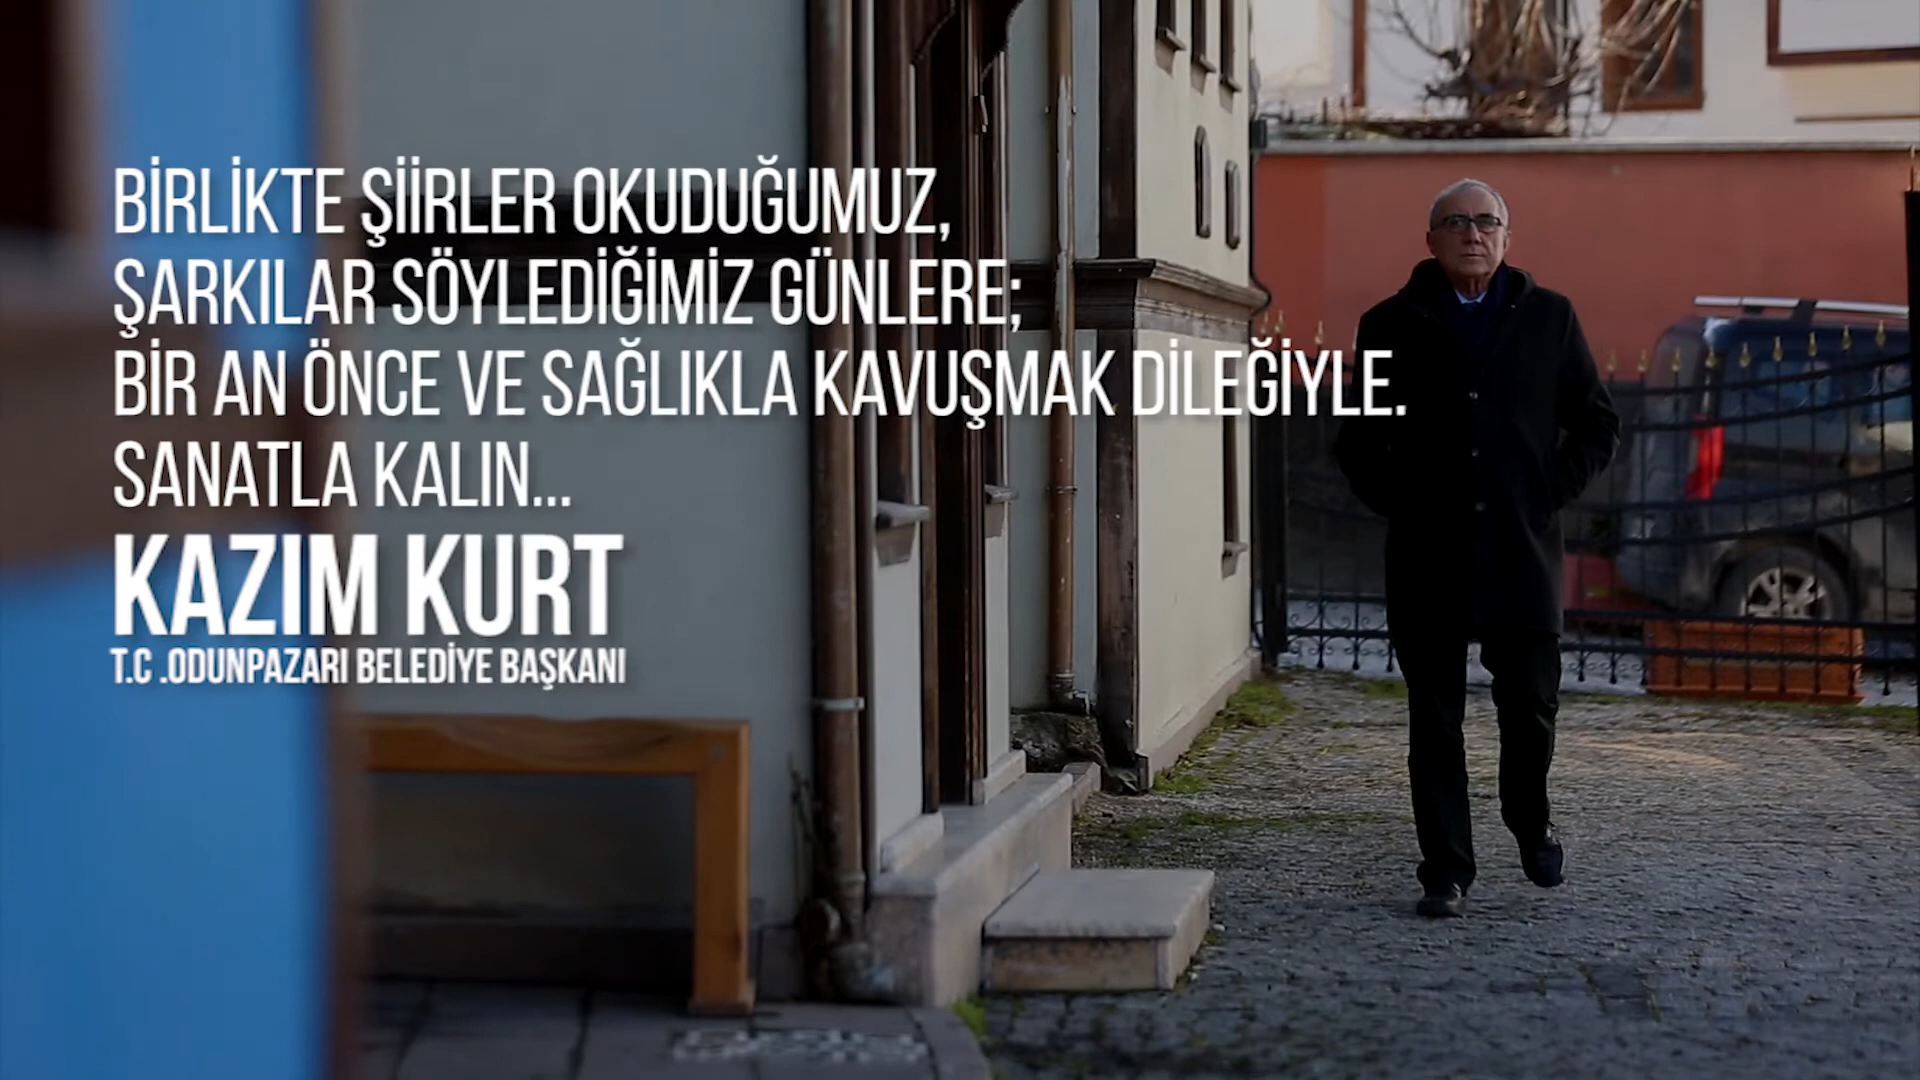 BİRLİKTE ŞİİRLER OKUDUĞUMUZ,
ŞARKILAR SÖYLEDİĞİMİZ GÜNLERE;
BİR AN ÖNCE VE SAĞLIKLA KAVUŞMAK DİLEĞİYLE.
SANATLA KALIN...
KAZIM KURT
T.C .ODUNPAZARI BELEDİYE BAŞKANI